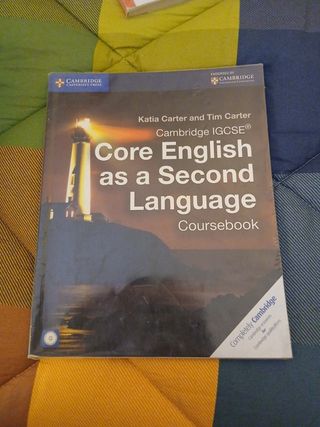 CAMBRIDGE
UNIVERSITY PRESS
ENDORSED BY
CAMBRIDGE
Katia Carter and Tim Carter
Cambridge IGCSE®
Core English
as a Second
Language
Coursebook
Completely Cambridge